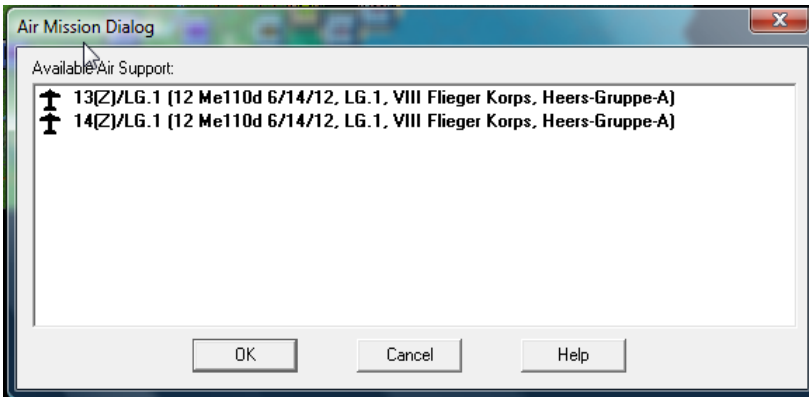 Air Mission Dialog
Available Air Support:
13(Z)/LG.1 (12 Me110d 6/14/12, LG.1, VIII Flieger Korps, Heers-Gruppe-A)
14(Z)/LG.1 (12 Me110d 6/14/12, LG.1, VIII Flieger Korps, Heers-Gruppe-A)
OK Cancel Help